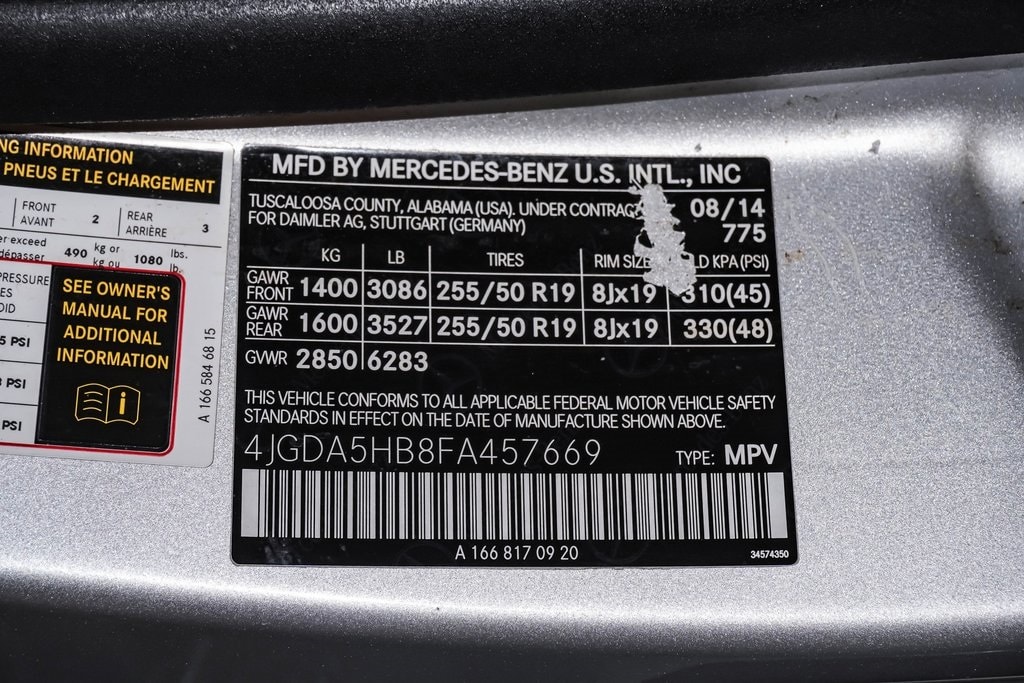 NG INFORMATION
PNEUS ET LE CHARGEMENT
FRONT
AVANT
2
REAR
ARRIÈRE
3
er exceed
dépasser
490
kg or
kg ou
1080
lbs.
lb.
PRESSURE
ES
OID
5 PSI
PSI
PSI
SEE OWNER'S
MANUAL FOR
ADDITIONAL
INFORMATION
i
A 166 584 68 15
MFD BY MERCEDES-BENZ U.S. INTL., INC
TUSCALOOSA COUNTY, ALABAMA (USA). UNDER CONTRAC 08/14
FOR DAIMLER AG, STUTTGART (GERMANY) 775
KG LB TIRES RIM SIZE LD KPA(PSI)
GAWR
FRONT 1400 3086 255/50 R19 8Jx19 310(45)
GAWR
REAR 1600 3527 255/50 R19 8Jx19 330(48)
GVWR 2850 6283
THIS VEHICLE CONFORMS TO ALL APPLICABLE FEDERAL MOTOR VEHICLE SAFETY
STANDARDS IN EFFECT ON THE DATE OF MANUFACTURE SHOWN ABOVE.
4JGDA5HB8FA457669 TYPE: MPV
A 166 817 09 20
34574350